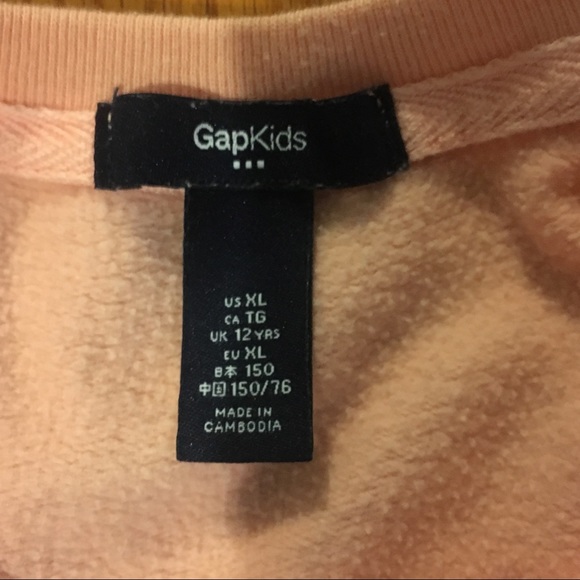 GapKids
US XL
CA TG
UK 12 YRS
EU XL
日本 150
中国 150/76
MADE IN
CAMBODIA